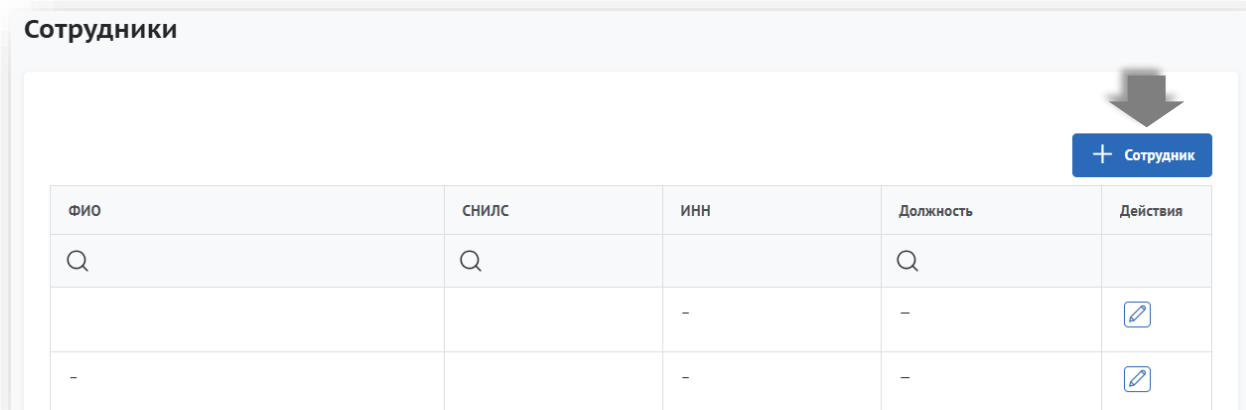 Сотрудники
+ Сотрудник
ФИО СНИЛС ИНН Должность Действия
– —
– – —